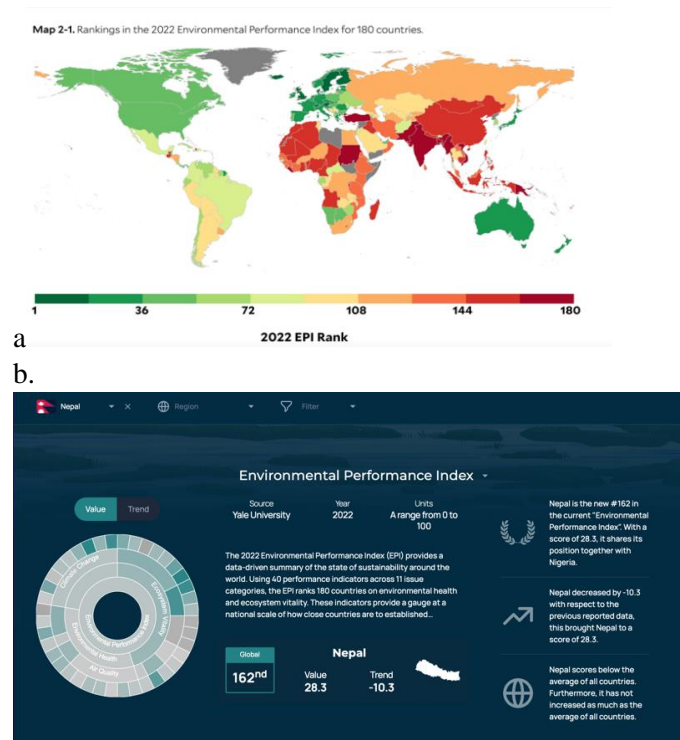 Map 2-1. Rankings in the 2022 Environmental Performance Index for 180 countries.
1 36 72 108 144 180
2022 EPI Rank
a
b.
Nepal
Region
Filter
Environmental Performance Index
Value
Trend
Source
Yale University
Year
2022
Units
A range from 0 to
100
The 2022 Environmental Performance Index (EPI) provides a
data-driven summary of the state of sustainability around the
world. Using 40 performance indicators across 11 issue
categories, the EPI ranks 180 countries on environmental health
and ecosystem vitality. These indicators provide a gauge at a
national scale of how close countries are to established...
Climate Change
Ecosystem Vitality
Environmental Performance Index
Environmental Health
Air Quality
Global
162nd
Nepal
Value
28.3
Trend
-10.3
Nepal is the new #162 in
the current "Environmental
Performance Index". With a
score of 28.3, it shares its
position together with
Nigeria.
Nepal decreased by -10.3
with respect to the
previous reported data,
this brought Nepal to a
score of 28.3.
Nepal scores below the
average of all countries.
Furthermore, it has not
increased as much as the
average of all countries.